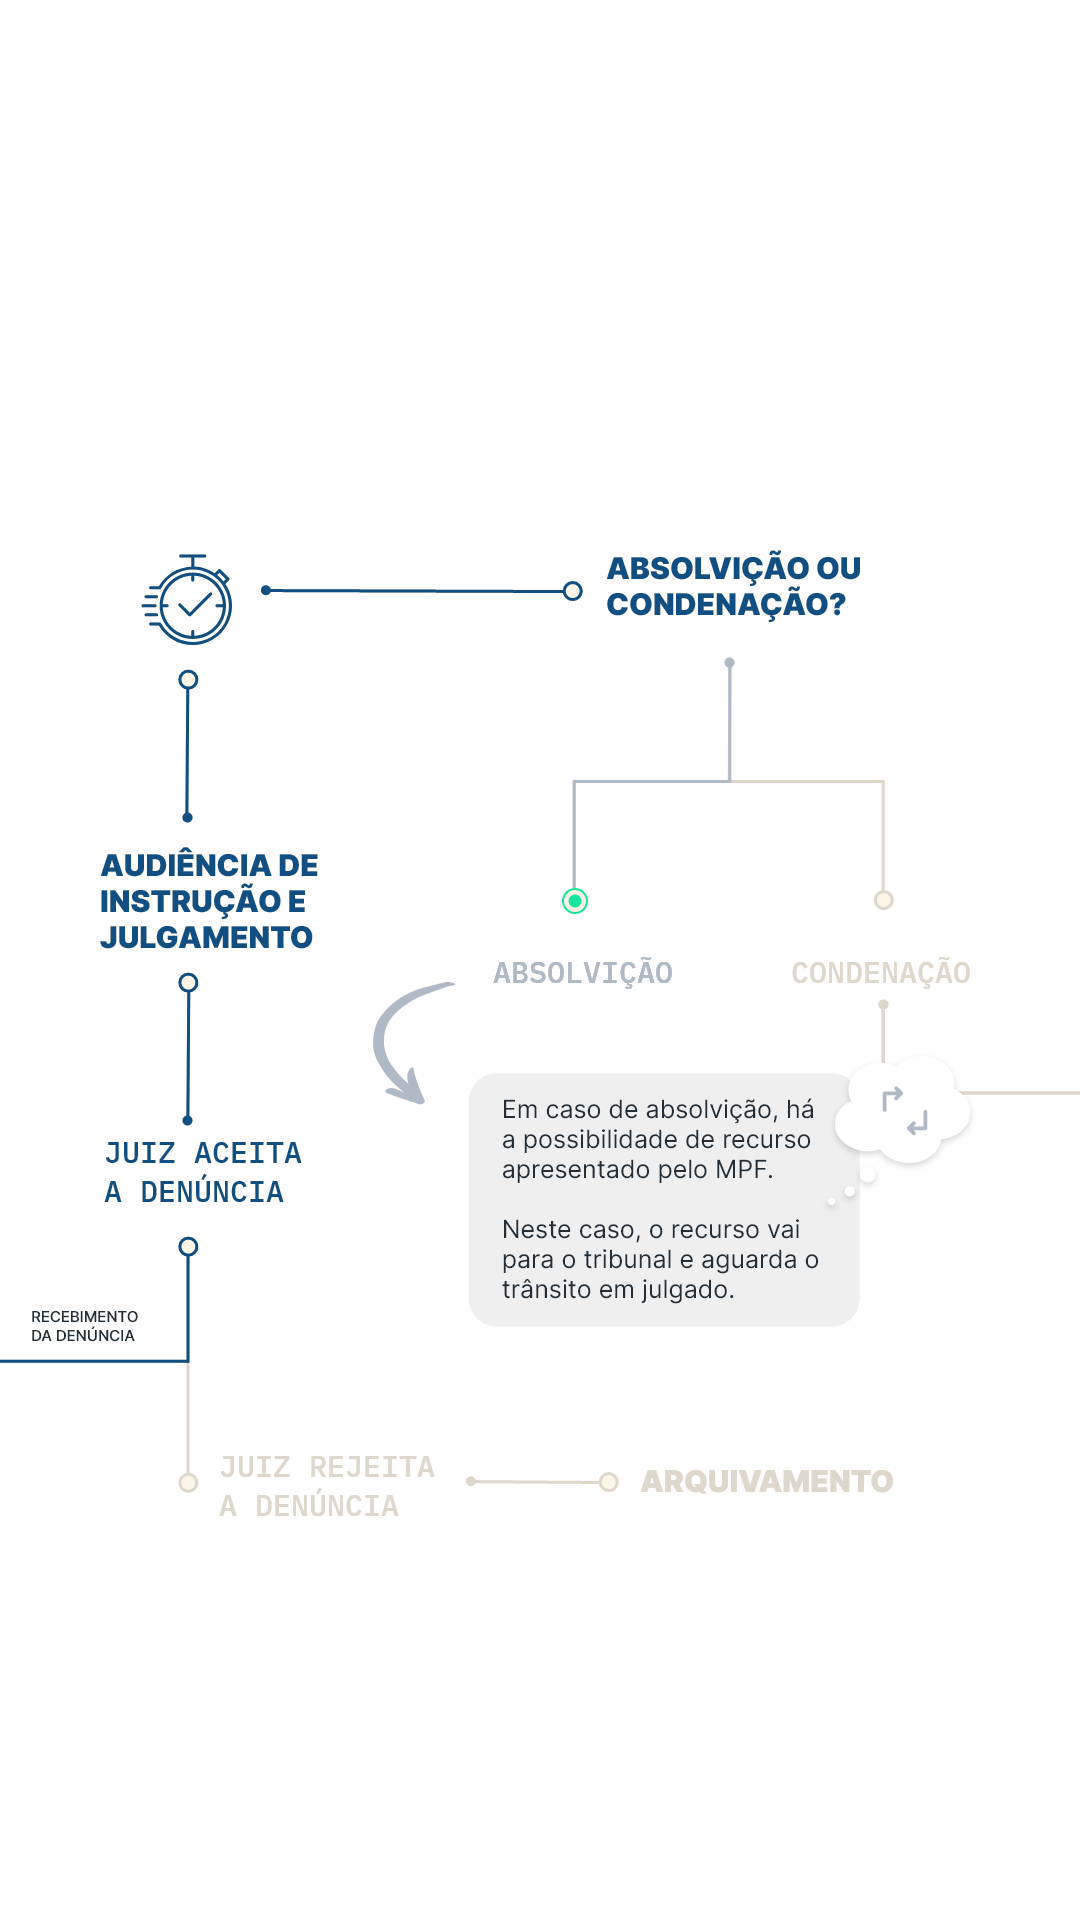 ABSOLVIÇÃO OU
CONDENAÇÃO?
AUDIÊNCIA DE
INSTRUÇÃO E
JULGAMENTO
ABSOLVIÇÃO
CONDENAÇÃO
JUIZ ACEITA
A DENÚNCIA
Em caso de absolvição, há
a possibilidade de recurso
apresentado pelo MPF.
Neste caso, o recurso vai
para o tribunal e aguarda o
trânsito em julgado.
RECEBIMENTO
DA DENÚNCIA
JUIZ REJEITA
A DENÚNCIA
ARQUIVAMENTO